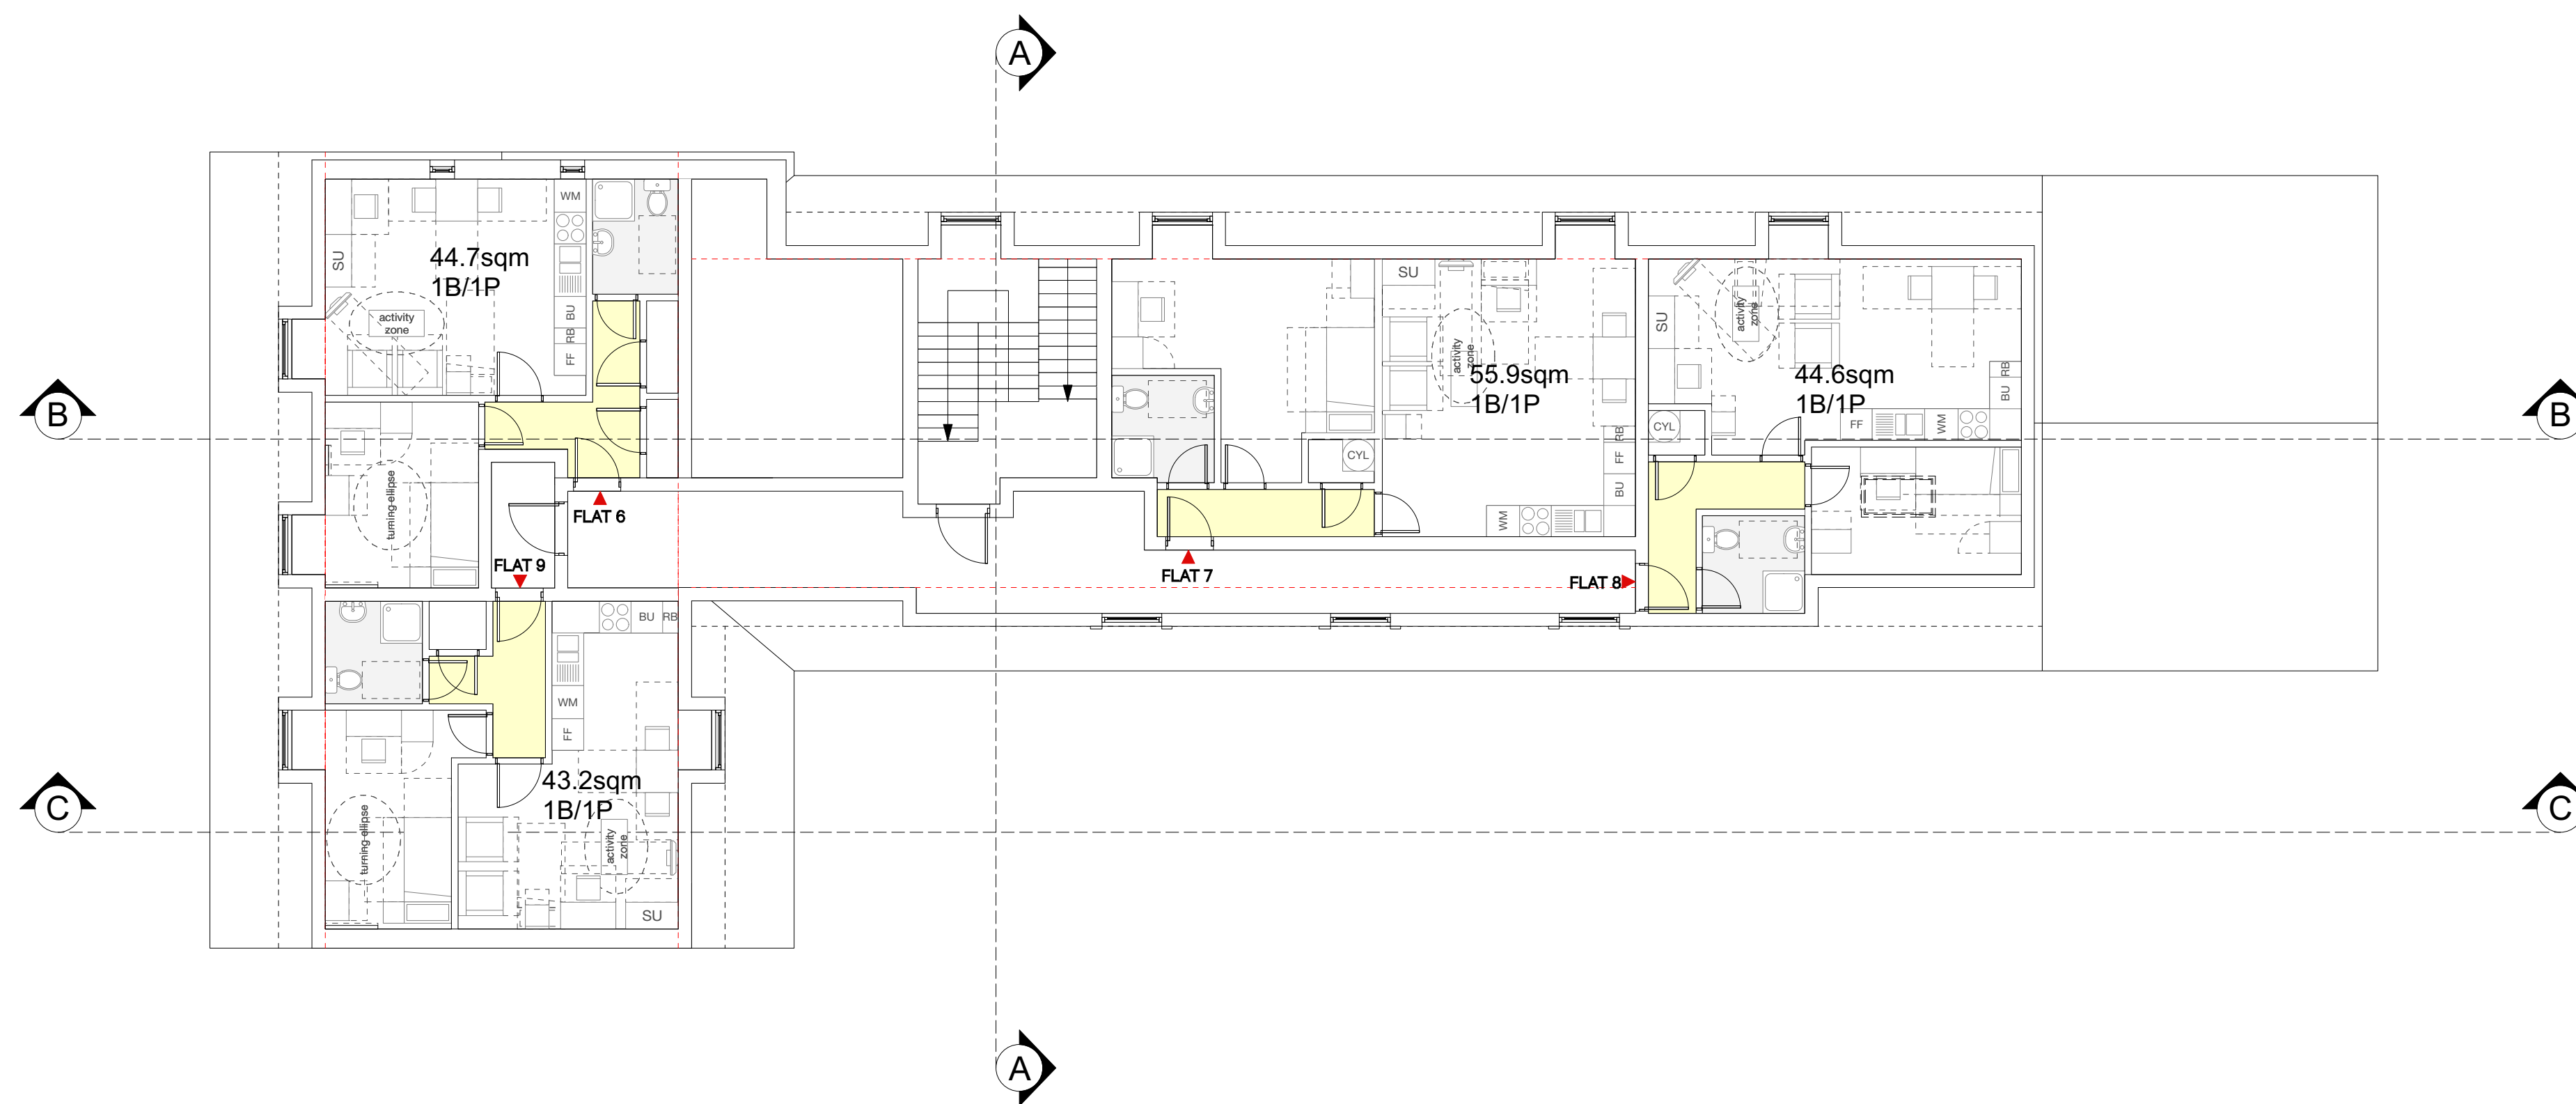 A
WM
SU
44.7sqm
1B/1P
BU
RB
FF
activity
zone
turning ellipse
FLAT 6
FLAT 9
SU
activity
zone
55.9sqm
1B/1P
RB
FF
BU
WM
CYL
FLAT 7
SU
activity
zone
44.6sqm
1B/1P
RB
BU
FF
WM
CYL
FLAT 8
B
B
BU
RB
WM
FF
43.2sqm
1B/1P
turning ellipse
activity
zone
SU
C
C
A